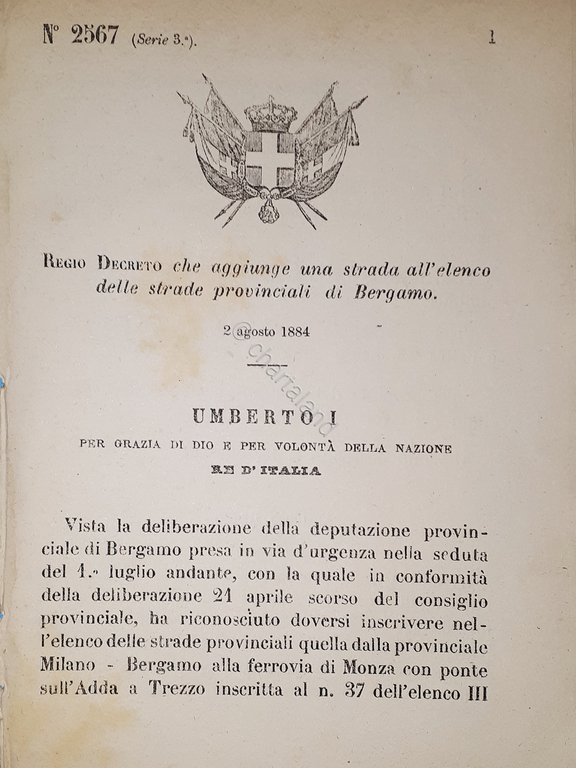 N° 2567 (Serie 3.ª). 1
REGIO DECRETO che aggiunge una strada all'elenco
delle strade provinciali di Bergamo.
2 agosto 1884
© chartaland
UMBERTO I
PER GRAZIA DI DIO E PER VOLONTÀ DELLA NAZIONE
RE D'ITALIA
Vista la deliberazione della deputazione provin-
ciale di Bergamo presa in via d'urgenza nella seduta
del 1.º luglio andante, con la quale in conformità
della deliberazione 21 aprile scorso del consiglio
provinciale, ha riconosciuto doversi inscrivere nel-
l'elenco delle strade provinciali quella dalla provinciale
Milano - Bergamo alla ferrovia di Monza con ponte
sull'Adda a Trezzo inscritta al n. 37 dell'elenco III